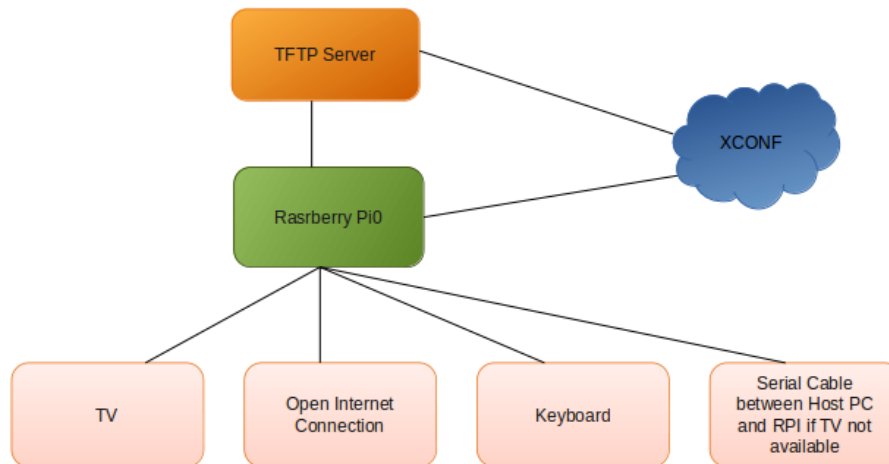 TFTP Server
XCONF
Rasrberry Pi0
TV
Open Internet
Connection
Keyboard
Serial Cable
between Host PC
and RPI if TV not
available